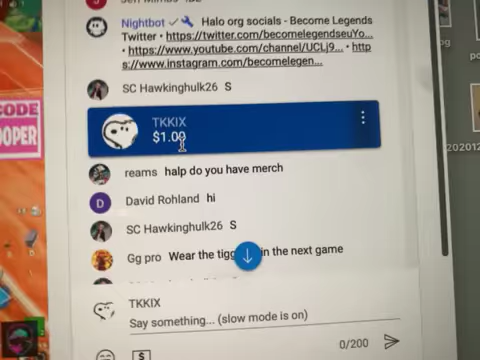 Nightbot Halo org socials - Become Legends
Twitter • https://twitter.com/becomelegendseuYo...
• https://www.youtube.com/channel/UCLj9... • http
s://www.instagram.com/becomelegen...
SC Hawkinghulk26 S
CODE
OOPER
TKKIX
$1.00
reams halp do you have merch
David Rohland hi
D
SC Hawkinghulk26 S
Gg pro Wear the tigg in the next game
TKKIX
Say something... (slow mode is on)
0/200
$
202012